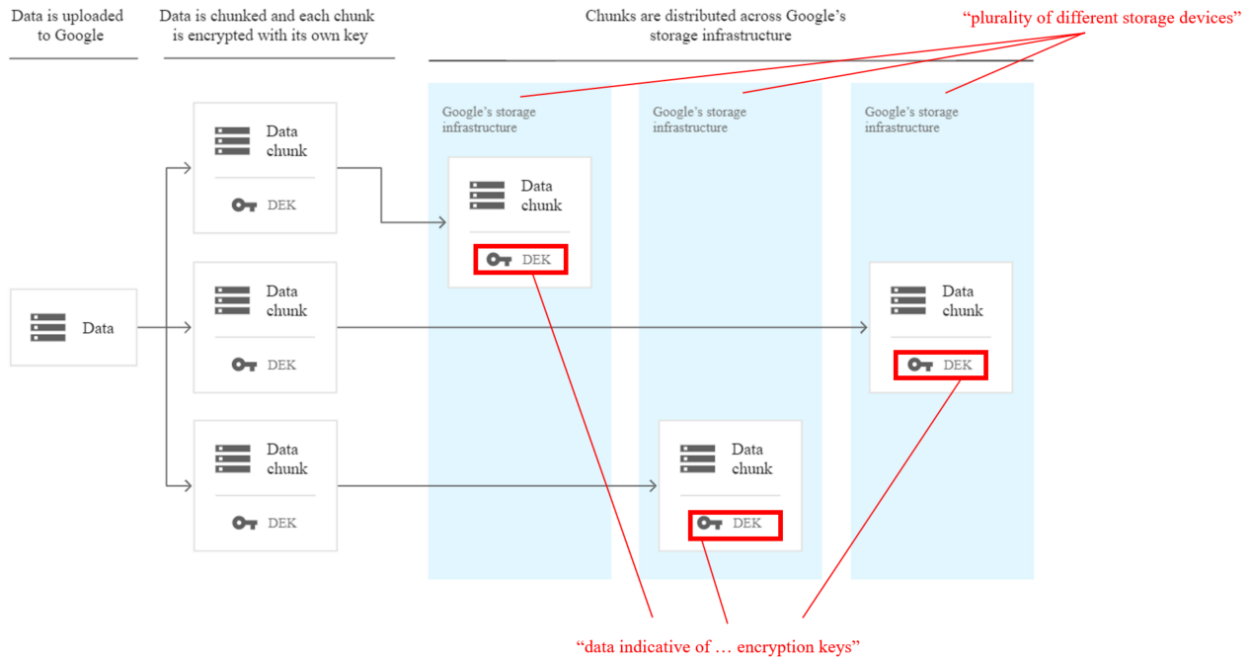 Data is uploaded
to Google
Data is chunked and each chunk
is encrypted with its own key
Chunks are distributed across Google’s
storage infrastructure
“plurality of different storage devices”
Google’s storage
infrastructure
Google’s storage
infrastructure
Google’s storage
infrastructure
Data
chunk
DEK
Data
chunk
DEK
Data
Data
chunk
DEK
Data
chunk
DEK
Data
chunk
DEK
Data
chunk
DEK
“data indicative of … encryption keys”